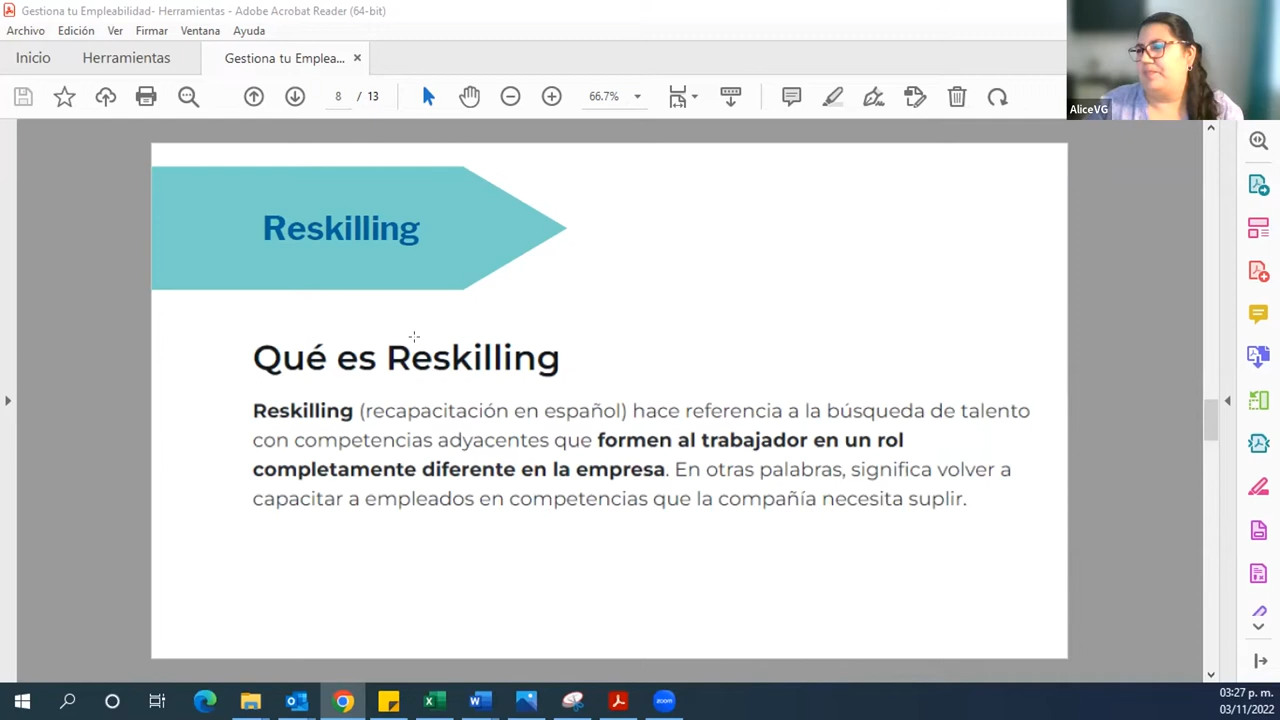 Gestiona tu Empleabilidad- Herramientas - Adobe Acrobat Reader (64-bit)
Archivo Edición Ver Firmar Ventana Ayuda
Inicio Herramientas Gestiona tu Emplea... ×
8 / 13 66.7%
AliceVG
Reskilling
Qué es Reskilling
Reskilling (recapacitación en español) hace referencia a la búsqueda de talento
con competencias adyacentes que formen al trabajador en un rol
completamente diferente en la empresa. En otras palabras, significa volver a
capacitar a empleados en competencias que la compañía necesita suplir.
zoom
03:27 p. m.
03/11/2022